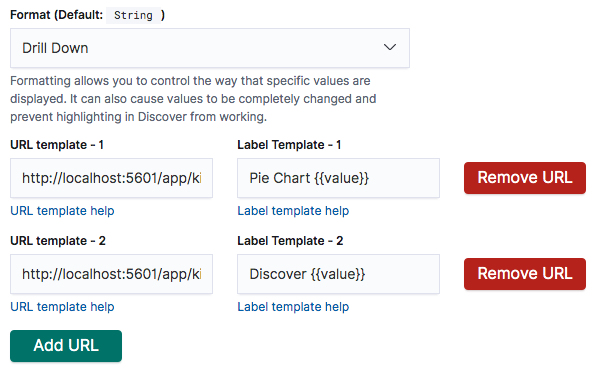 Format (Default: String )
Drill Down
Formatting allows you to control the way that specific values are
displayed. It can also cause values to be completely changed and
prevent highlighting in Discover from working.
URL template - 1 Label Template - 1
http://localhost:5601/app/ki Pie Chart {{value}} Remove URL
URL template help Label template help
URL template - 2 Label Template - 2
http://localhost:5601/app/ki Discover {{value}} Remove URL
URL template help Label template help
Add URL